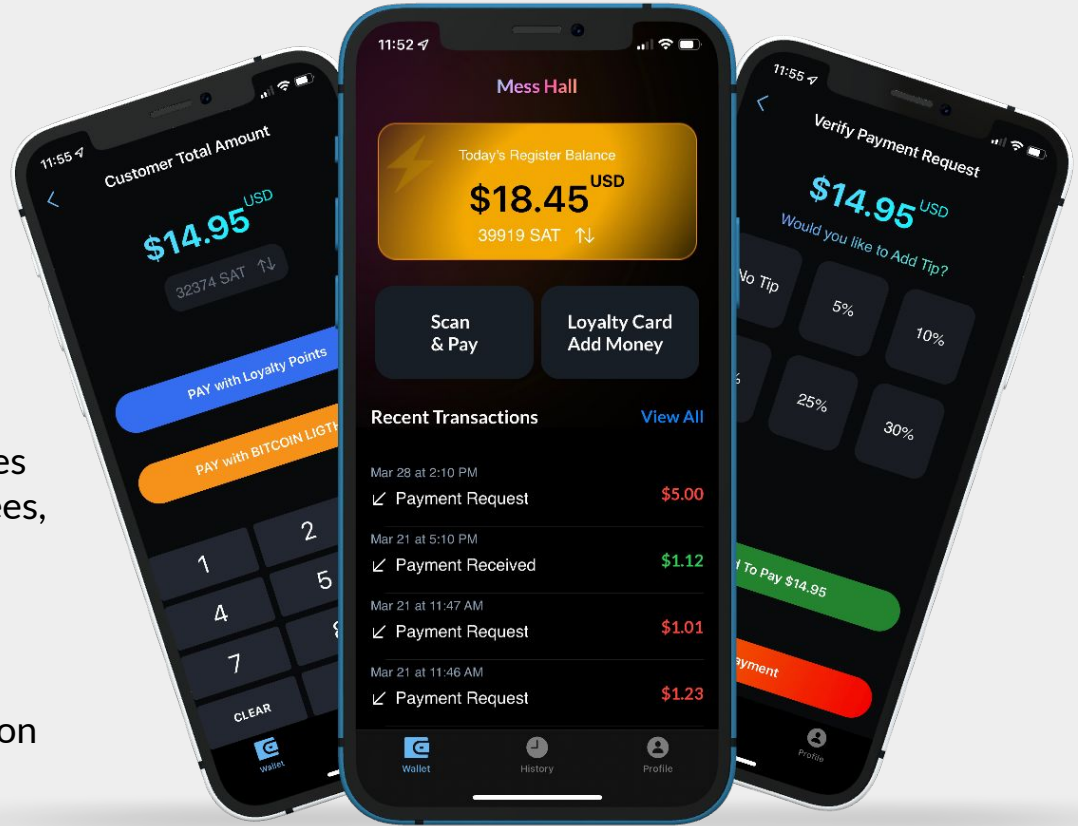 es
ees,
on
11:55
Customer Total Amount
$14.95 USD
32374 SAT
PAY with Loyalty Points
PAY with BITCOIN LIGTH
1
2
4
5
7
8
CLEAR
Wallet
11:52
Mess Hall
Today's Register Balance
$18.45 USD
39919 SAT
Scan
& Pay
Loyalty Card
Add Money
Recent Transactions View All
Mar 28 at 2:10 PM
Payment Request $5.00
Mar 21 at 5:10 PM
Payment Received $1.12
Mar 21 at 11:47 AM
Payment Request $1.01
Mar 21 at 11:46 AM
Payment Request $1.23
Wallet History Profile
11:55
Verify Payment Request
$14.95 USD
Would you like to Add Tip?
No Tip 5% 10%
% 25% 30%
To Pay $14.95
ayment
Profile